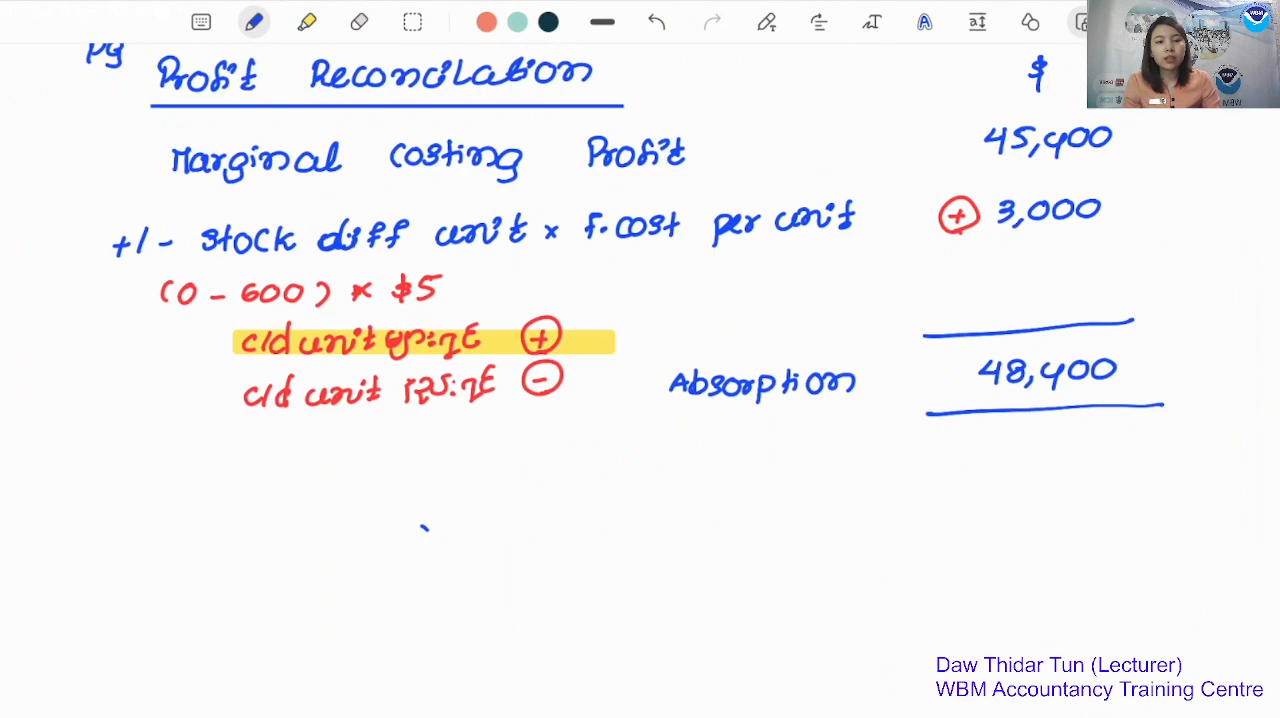 Pg
Profit Reconcilation $
Marginal Costing Profit 45,400
+/- stock diff unit × f.cost per unit + 3,000
(0 - 600) × $5
c/d unit များရင် +
c/d unit နည်းရင် -
Absorption 48,400
Daw Thidar Tun (Lecturer)
WBM Accountancy Training Centre
WBM